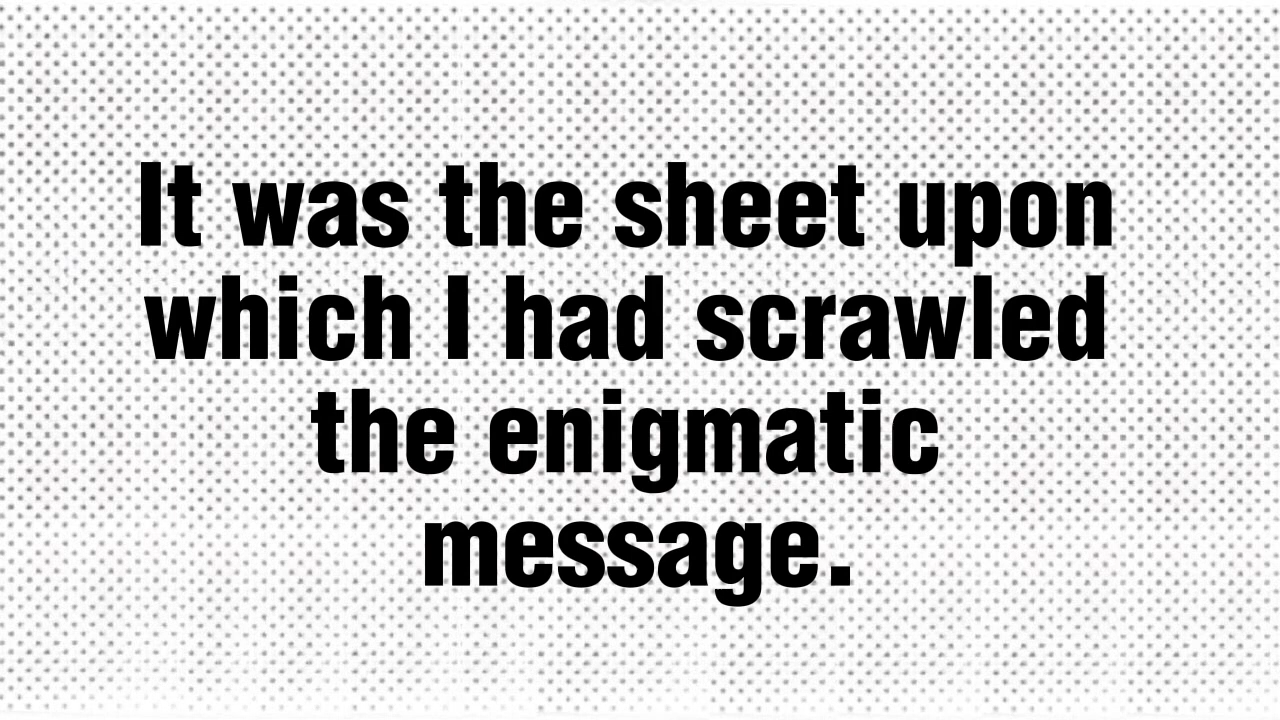 It was the sheet upon
which I had scrawled
the enigmatic
message.